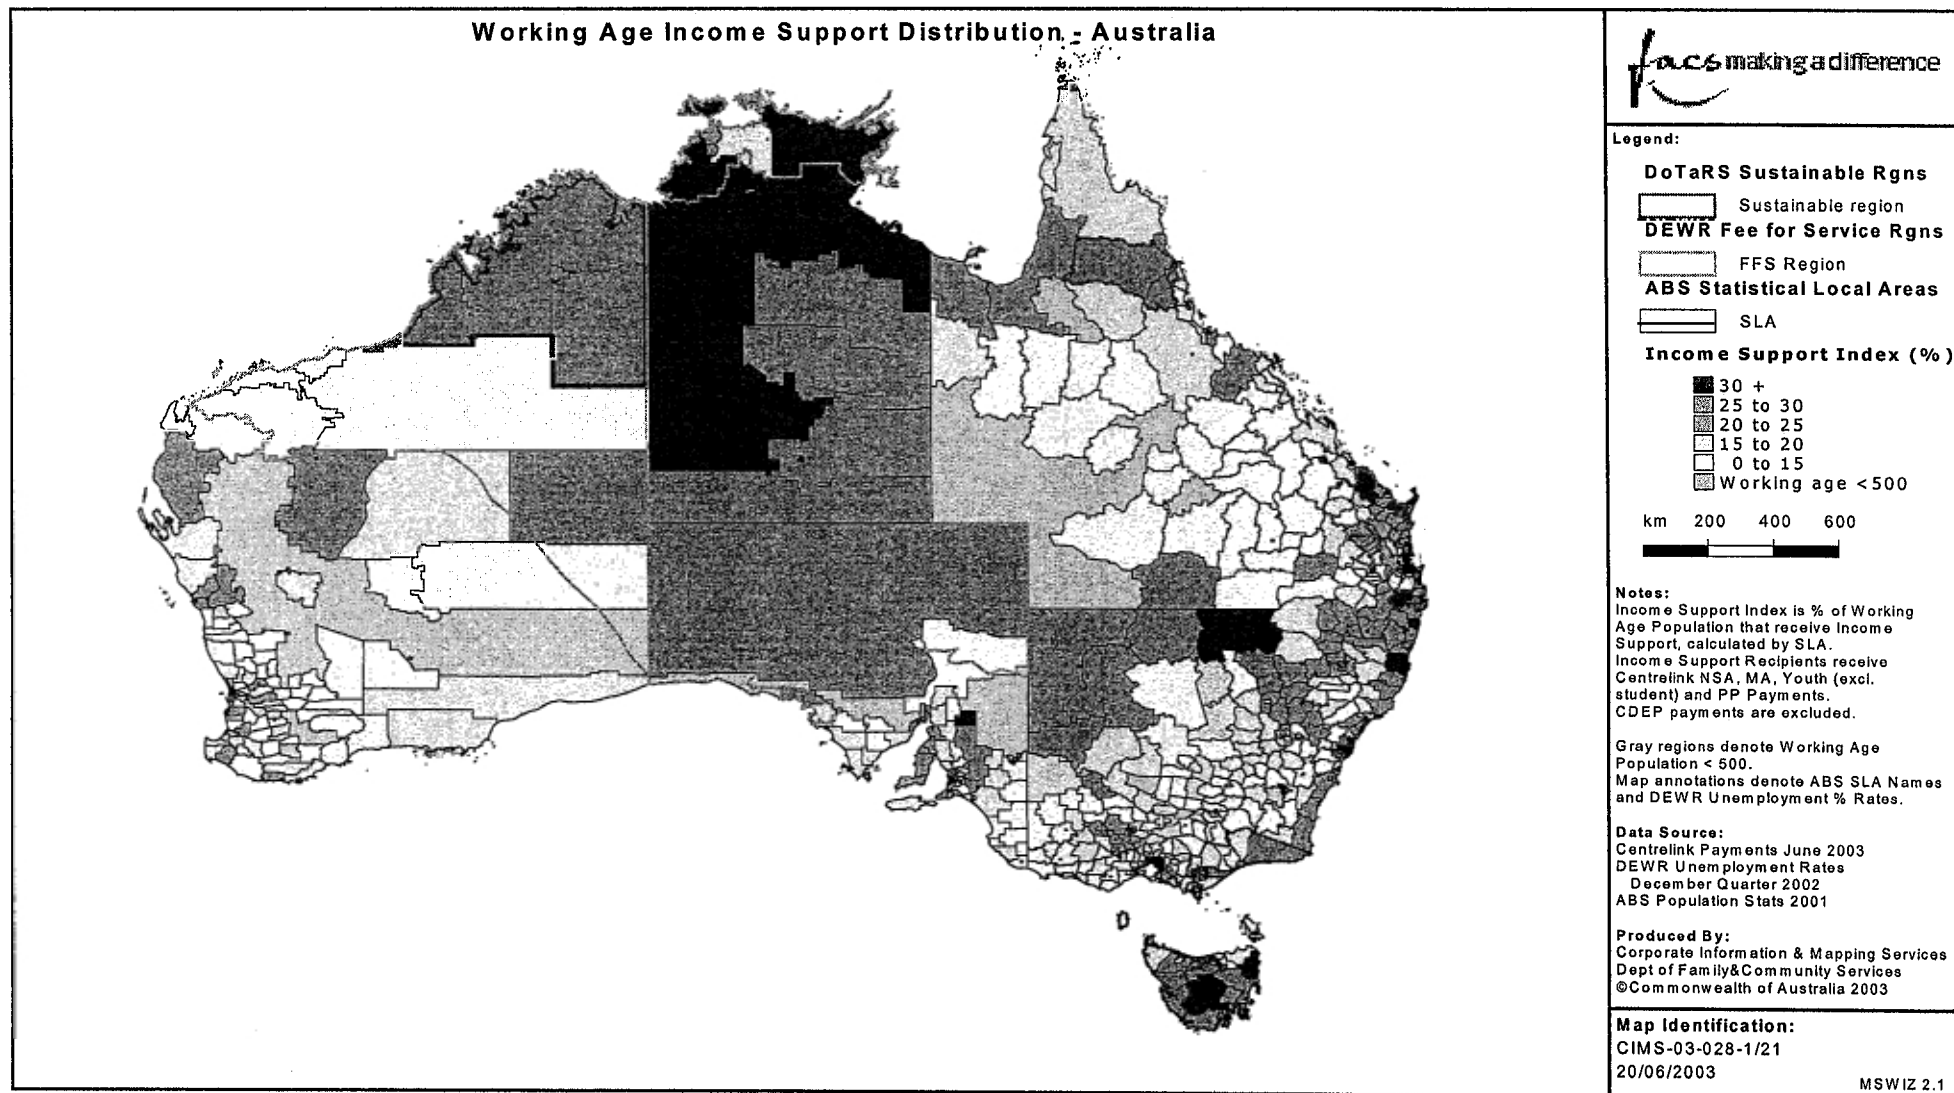 Working Age Income Support Distribution - Australia
facs making a difference
Legend:
DoTaRS Sustainable Rgns
Sustainable region
DEWR Fee for Service Rgns
FFS Region
ABS Statistical Local Areas
SLA
Income Support Index (%)
30 +
25 to 30
20 to 25
15 to 20
0 to 15
Working age <500
km 200 400 600
Notes:
Income Support Index is % of Working
Age Population that receive Income
Support, calculated by SLA.
Income Support Recipients receive
Centrelink NSA, MA, Youth (excl.
student) and PP Payments.
CDEP payments are excluded.
Gray regions denote Working Age
Population < 500.
Map annotations denote ABS SLA Names
and DEWR Unemployment % Rates.
Data Source:
Centrelink Payments June 2003
DEWR Unemployment Rates
December Quarter 2002
ABS Population Stats 2001
Produced By:
Corporate Information & Mapping Services
Dept of Family&Community Services
©Commonwealth of Australia 2003
Map Identification:
CIMS-03-028-1/21
20/06/2003
MSWIZ 2.1